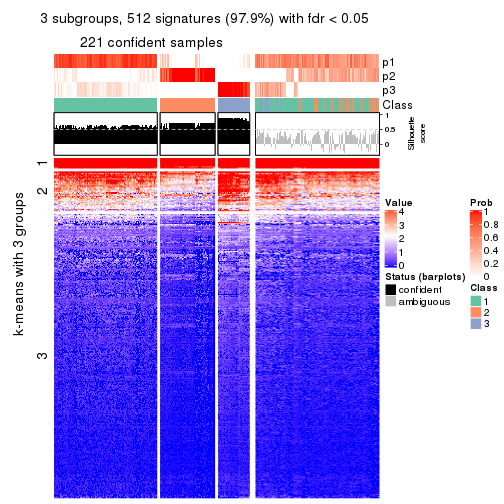 3 subgroups, 512 signatures (97.9%) with fdr < 0.05
221 confident samples
p1
p2
p3
Class
1
0.5
0
Silhouette
score
k-means with 3 groups
1
2
3
Value
4
3
2
1
0
Status (barplots)
confident
ambiguous
Prob
1
0.8
0.6
0.4
0.2
0
Class
1
2
3